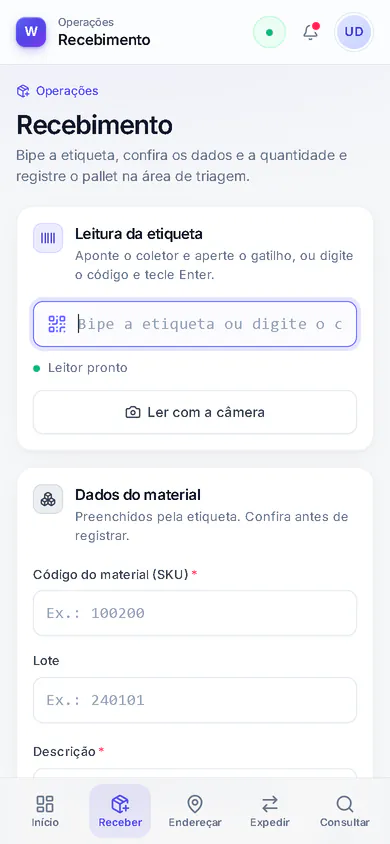 W
Operações
Recebimento
UD
Operações
Recebimento
Bipe a etiqueta, confira os dados e a quantidade e
registre o pallet na área de triagem.
Leitura da etiqueta
Aponte o coletor e aperte o gatilho, ou digite
o código e tecle Enter.
Bipe a etiqueta ou digite o c
Leitor pronto
Ler com a câmera
Dados do material
Preenchidos pela etiqueta. Confira antes de
registrar.
Código do material (SKU) *
Ex.: 100200
Lote
Ex.: 240101
Descrição *
Início
Receber
Endereçar
Expedir
Consultar